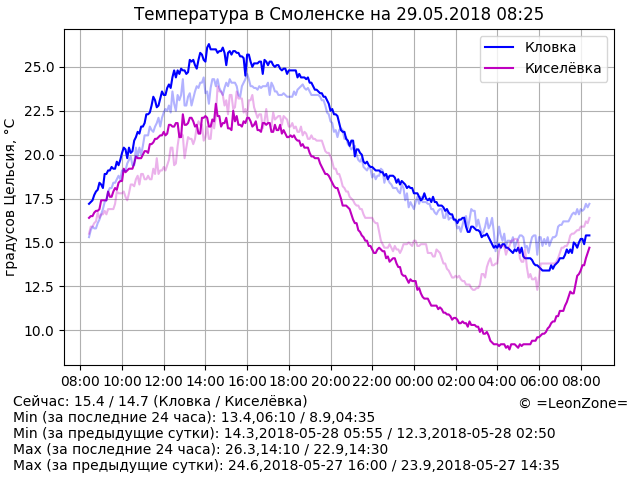 Температура в Смоленске на 29.05.2018 08:25
Кловка
Киселёвка
градусов Цельсия, °C
25.0
22.5
20.0
17.5
15.0
12.5
10.0
08:00 10:00 12:00 14:00 16:00 18:00 20:00 22:00 00:00 02:00 04:00 06:00 08:00
Сейчас: 15.4 / 14.7 (Кловка / Киселёвка)
© =LeonZone=
Min (за последние 24 часа): 13.4,06:10 / 8.9,04:35
Min (за предыдущие сутки): 14.3,2018-05-28 05:55 / 12.3,2018-05-28 02:50
Max (за последние 24 часа): 26.3,14:10 / 22.9,14:30
Max (за предыдущие сутки): 24.6,2018-05-27 16:00 / 23.9,2018-05-27 14:35